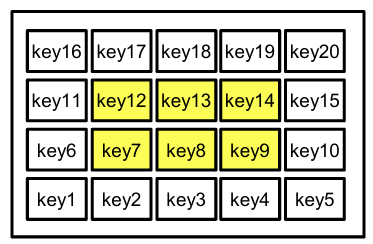 key16 key17 key18 key19 key20
key11 key12 key13 key14 key15
key6 key7 key8 key9 key10
key1 key2 key3 key4 key5